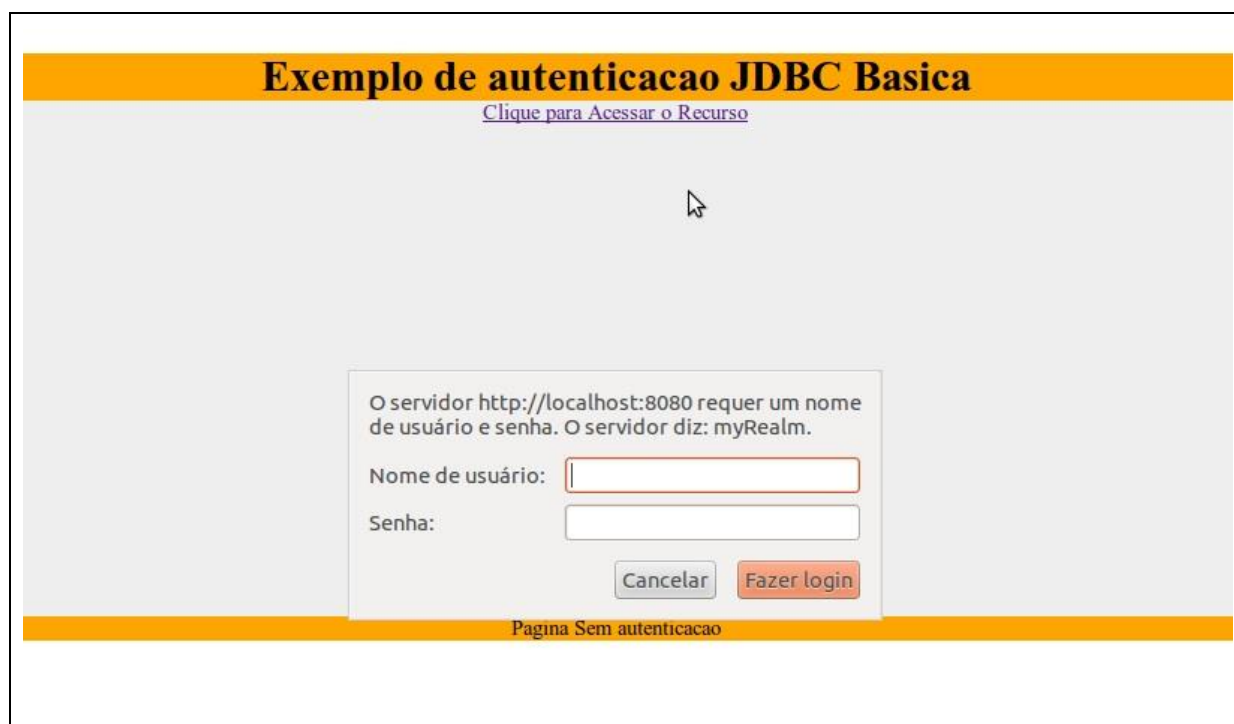 Exemplo de autenticacao JDBC Basica
Clique para Acessar o Recurso
O servidor http://localhost:8080 requer um nome
de usuário e senha. O servidor diz: myRealm.
Nome de usuário:
Senha:
Cancelar
Fazer login
Pagina Sem autenticacao